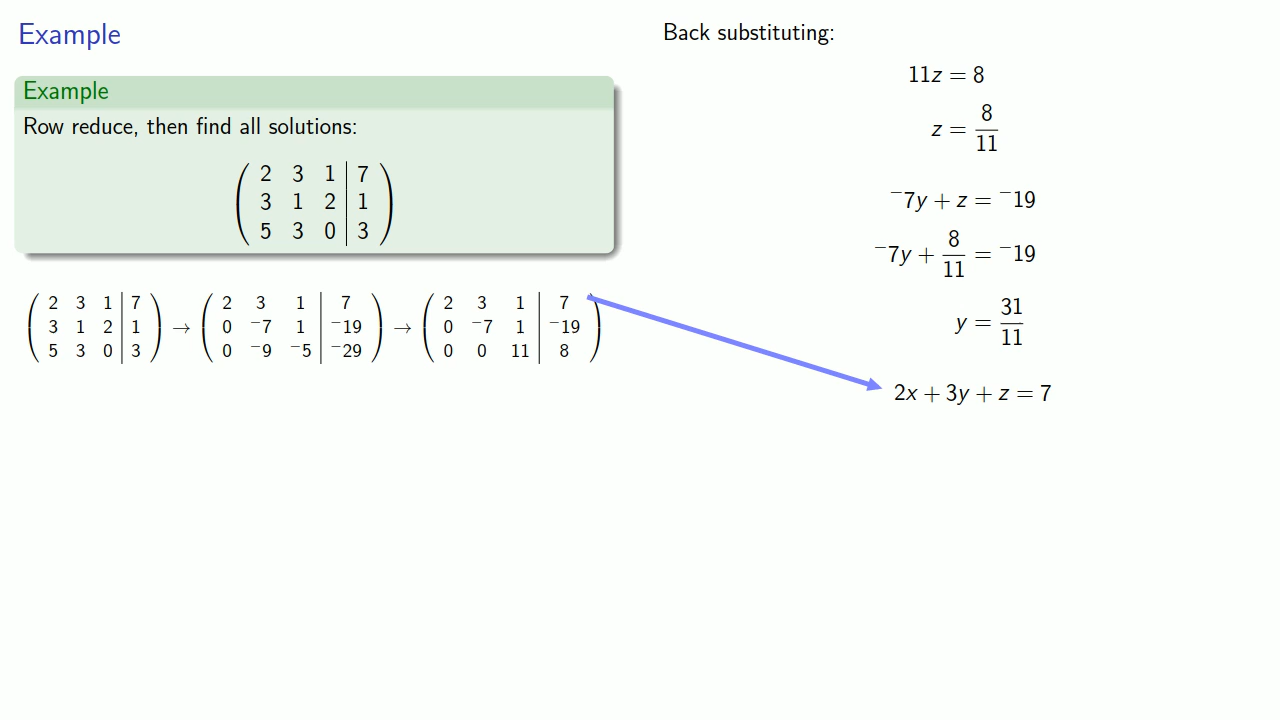 Example
Example
Row reduce, then find all solutions:
2 3 1 | 7
3 1 2 | 1
5 3 0 | 3
( 2 3 1 | 7 ) → ( 2 3 1 | 7 ) → ( 2 3 1 | 7 )
( 3 1 2 | 1 ) ( 0 ⁻7 1 | ⁻19 ) ( 0 ⁻7 1 | ⁻19 )
( 5 3 0 | 3 ) ( 0 ⁻9 ⁻5 | ⁻29 ) ( 0 0 11 | 8 )
Back substituting:
11z = 8
z = 8/11
⁻7y + z = ⁻19
⁻7y + 8/11 = ⁻19
y = 31/11
2x + 3y + z = 7